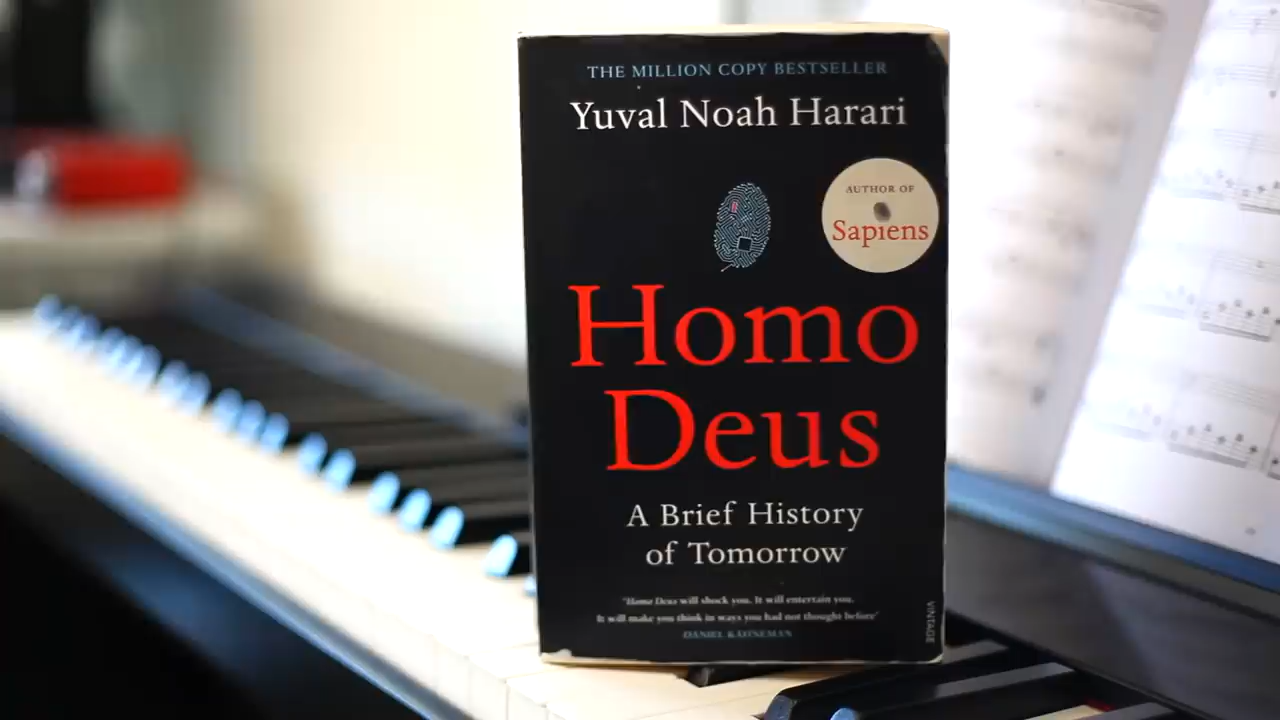 THE MILLION COPY BESTSELLER
Yuval Noah Harari
AUTHOR OF
Sapiens
Homo
Deus
A Brief History
of Tomorrow
'Homo Deus will shock you. It will entertain you.
It will make you think in ways you had not thought before'
DANIEL KAHNEMAN
VINTAGE